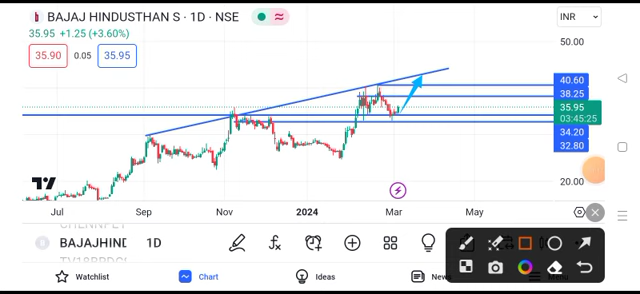 BAJAJ HINDUSTHAN S · 1D · NSE
INR
35.95 +1.25 (+3.60%)
35.90 0.05 35.95
50.00
40.60
38.25
35.95
03:45:25
34.20
32.80
20.00
Jul Sep Nov 2024 Mar May
BAJAJHIND 1D
Watchlist Chart Ideas News Menu